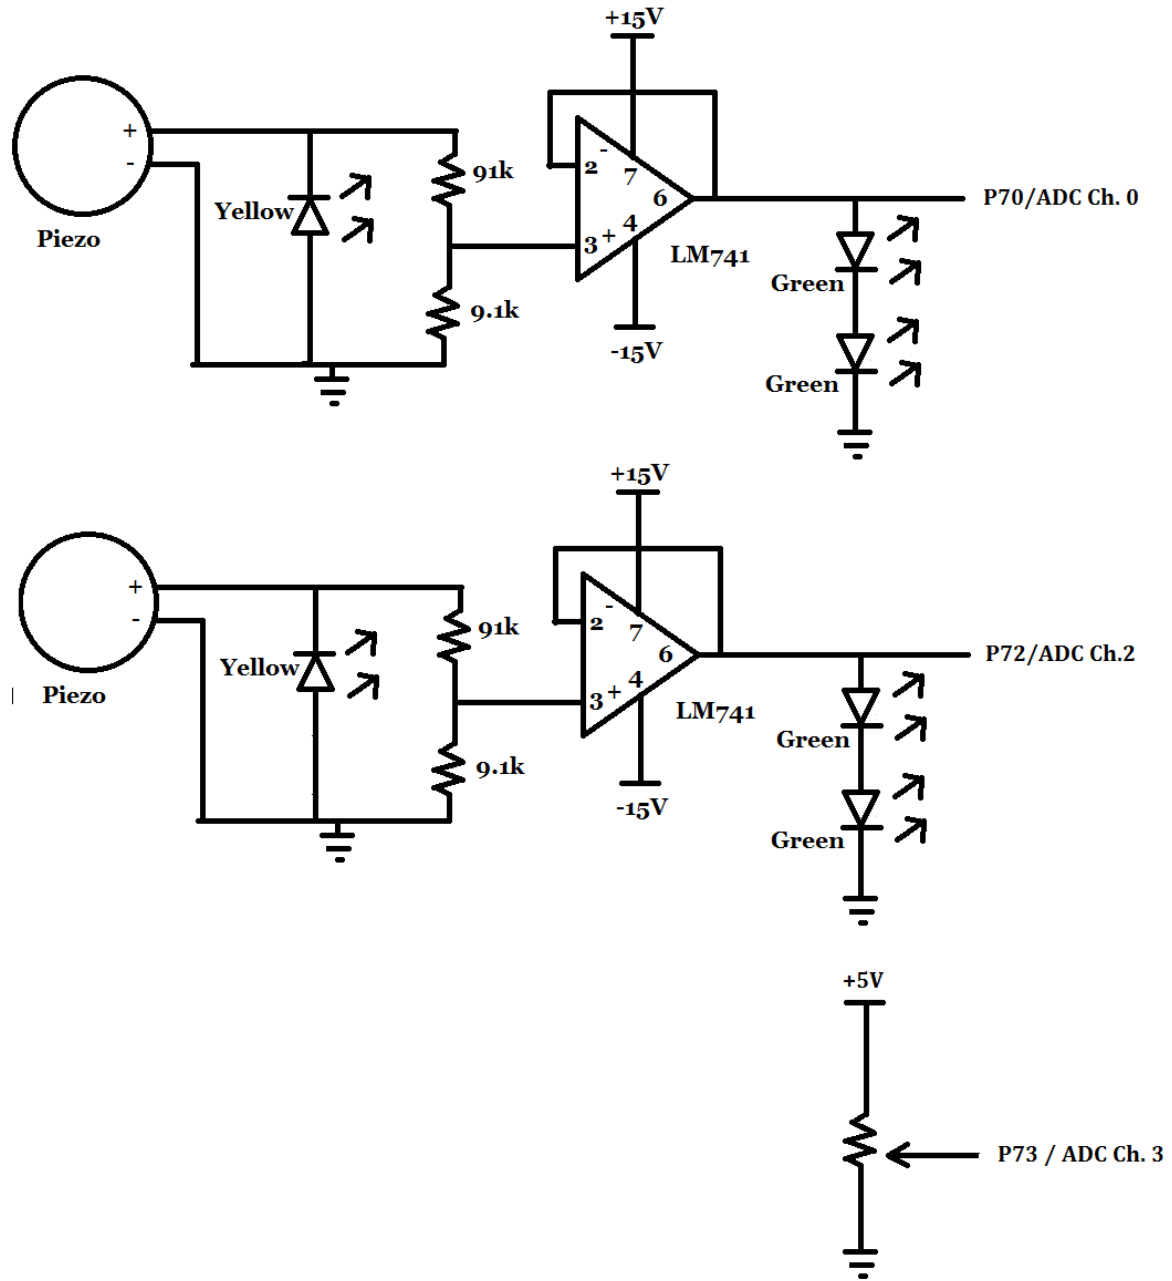 +15V
+
-
Piezo
Yellow
91k
9.1k
2
-
7
6
3
+
4
LM741
-15V
P70/ADC Ch. 0
Green
Green
+15V
+
-
Piezo
Yellow
91k
9.1k
2
-
7
6
3
+
4
LM741
-15V
P72/ADC Ch.2
Green
Green
+5V
P73 / ADC Ch. 3